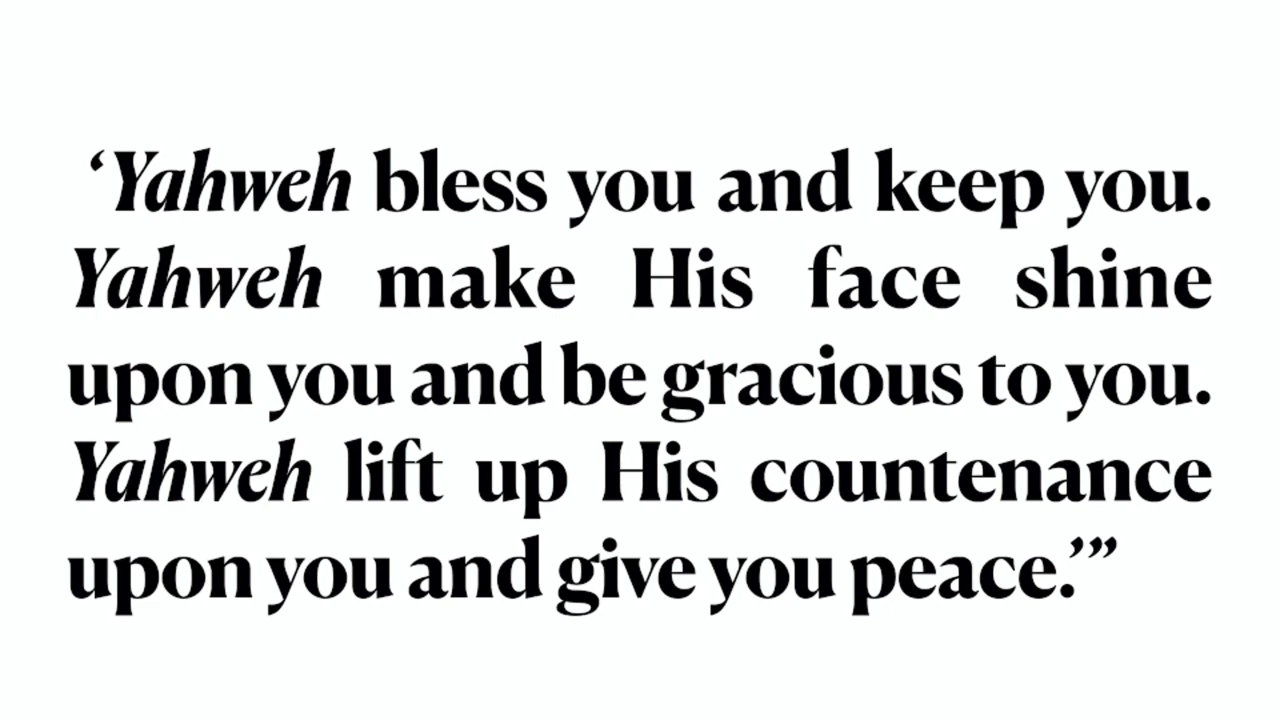 ‘Yahweh bless you and keep you.
Yahweh make His face shine
upon you and be gracious to you.
Yahweh lift up His countenance
upon you and give you peace.’”